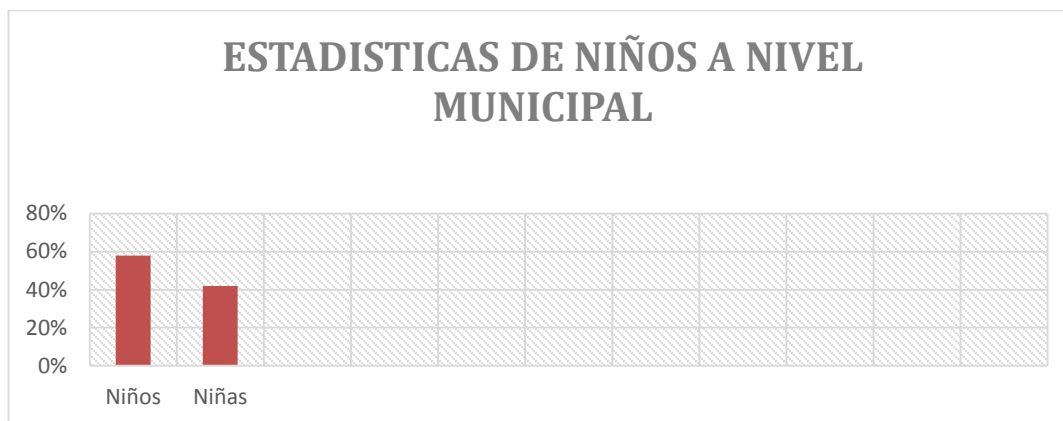 ESTADISTICAS DE NIÑOS A NIVEL
MUNICIPAL
80%
60%
40%
20%
0%
Niños Niñas